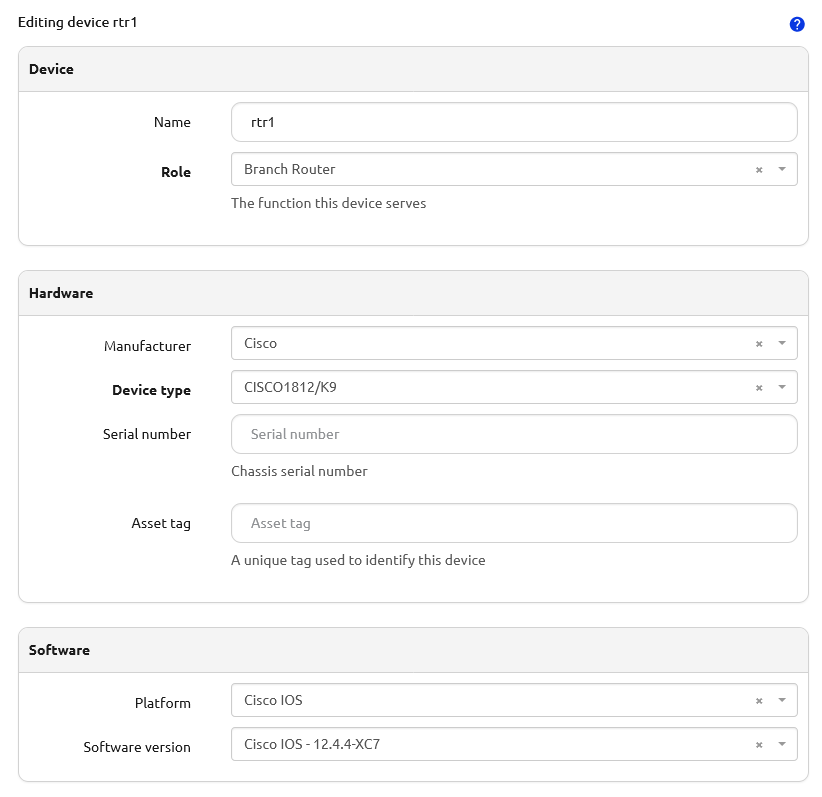 Editing device rtr1
?
Device
Name
rtr1
Role
Branch Router
×
The function this device serves
Hardware
Manufacturer
Cisco
×
Device type
CISCO1812/K9
×
Serial number
Serial number
Chassis serial number
Asset tag
Asset tag
A unique tag used to identify this device
Software
Platform
Cisco IOS
×
Software version
Cisco IOS - 12.4.4-XC7
×